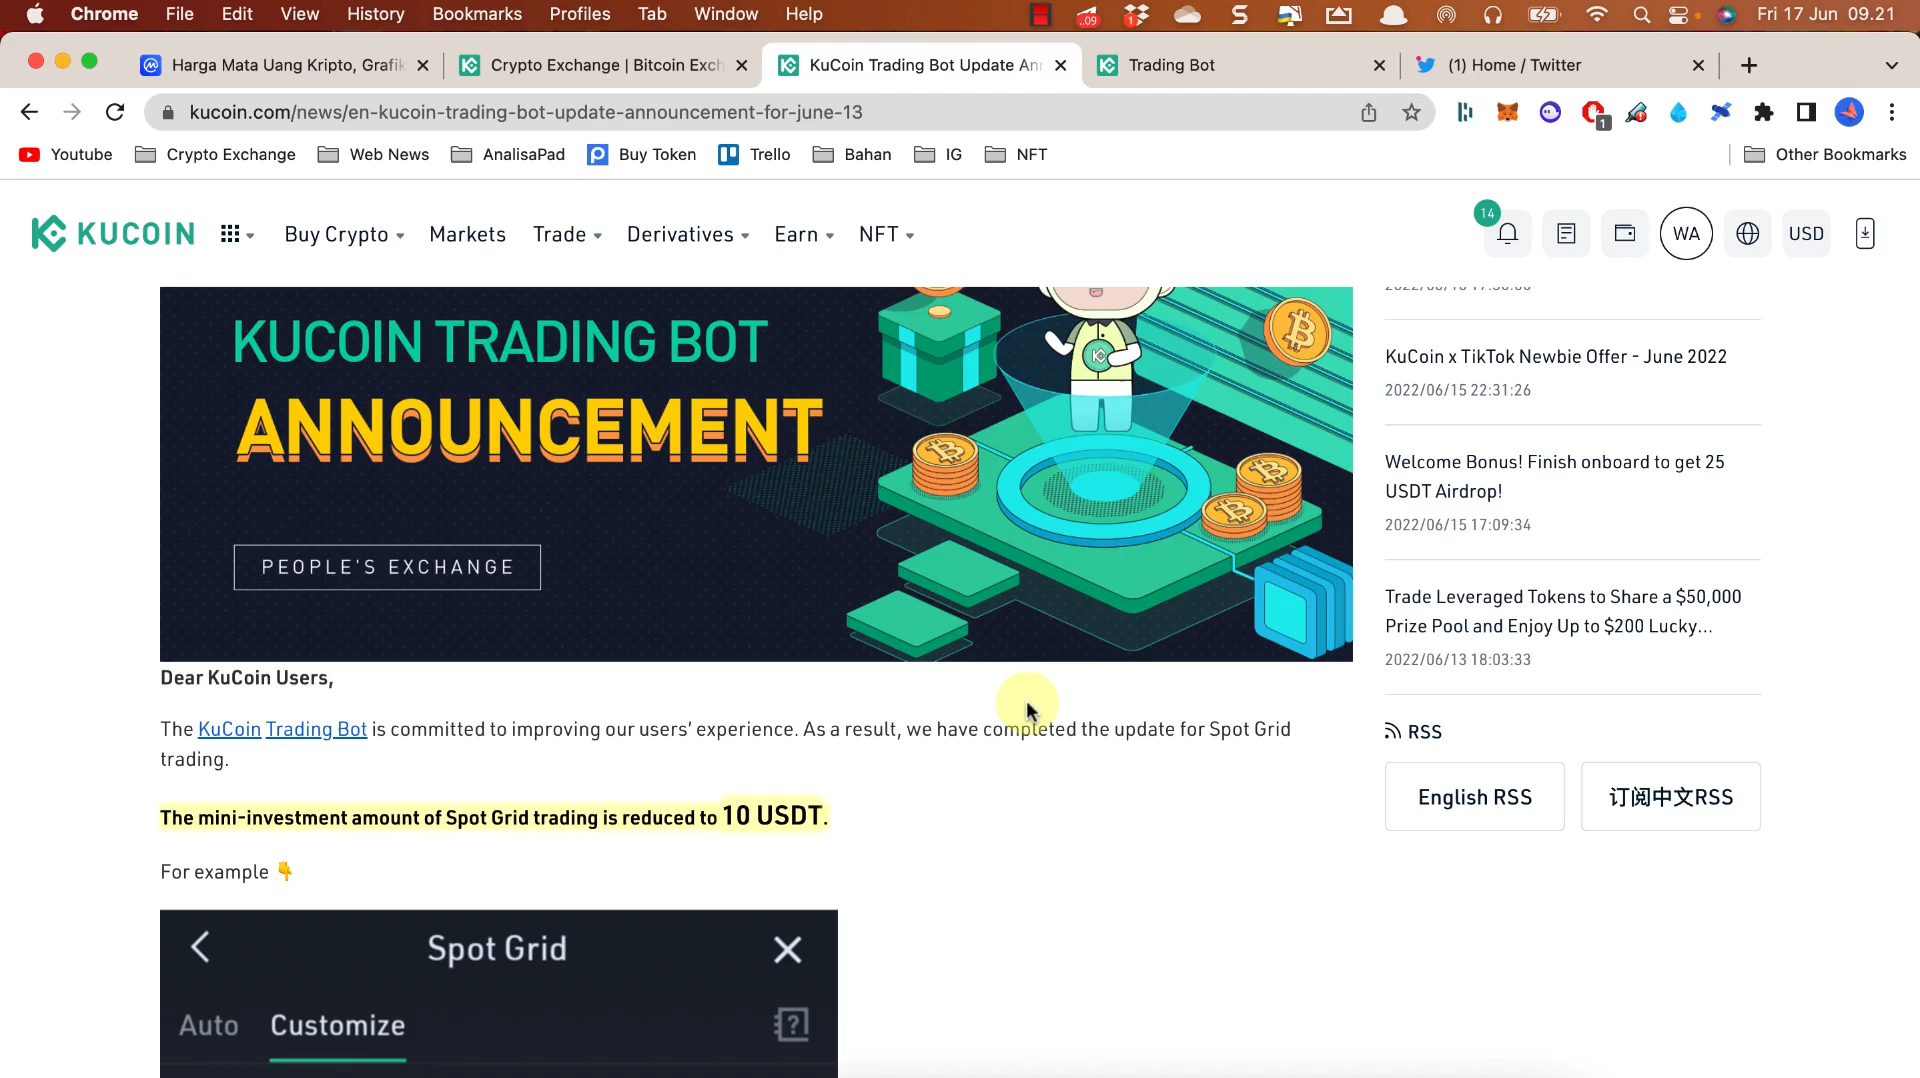 Chrome File Edit View History Bookmarks Profiles Tab Window Help Fri 17 Jun 09.21
Harga Mata Uang Kripto, Grafik Crypto Exchange | Bitcoin Exch KuCoin Trading Bot Update Ann Trading Bot (1) Home / Twitter
kucoin.com/news/en-kucoin-trading-bot-update-announcement-for-june-13
Youtube Crypto Exchange Web News AnalisaPad Buy Token Trello Bahan IG NFT Other Bookmarks
KUCOIN Buy Crypto Markets Trade Derivatives Earn NFT 14 WA USD
KUCOIN TRADING BOT
ANNOUNCEMENT
PEOPLE'S EXCHANGE
Dear KuCoin Users,
The KuCoin Trading Bot is committed to improving our users' experience. As a result, we have completed the update for Spot Grid
trading.
The mini-investment amount of Spot Grid trading is reduced to 10 USDT.
For example 👇
Spot Grid
Auto Customize
KuCoin x TikTok Newbie Offer - June 2022
2022/06/15 22:31:26
Welcome Bonus! Finish onboard to get 25
USDT Airdrop!
2022/06/15 17:09:34
Trade Leveraged Tokens to Share a $50,000
Prize Pool and Enjoy Up to $200 Lucky...
2022/06/13 18:03:33
RSS
English RSS
订阅中文RSS